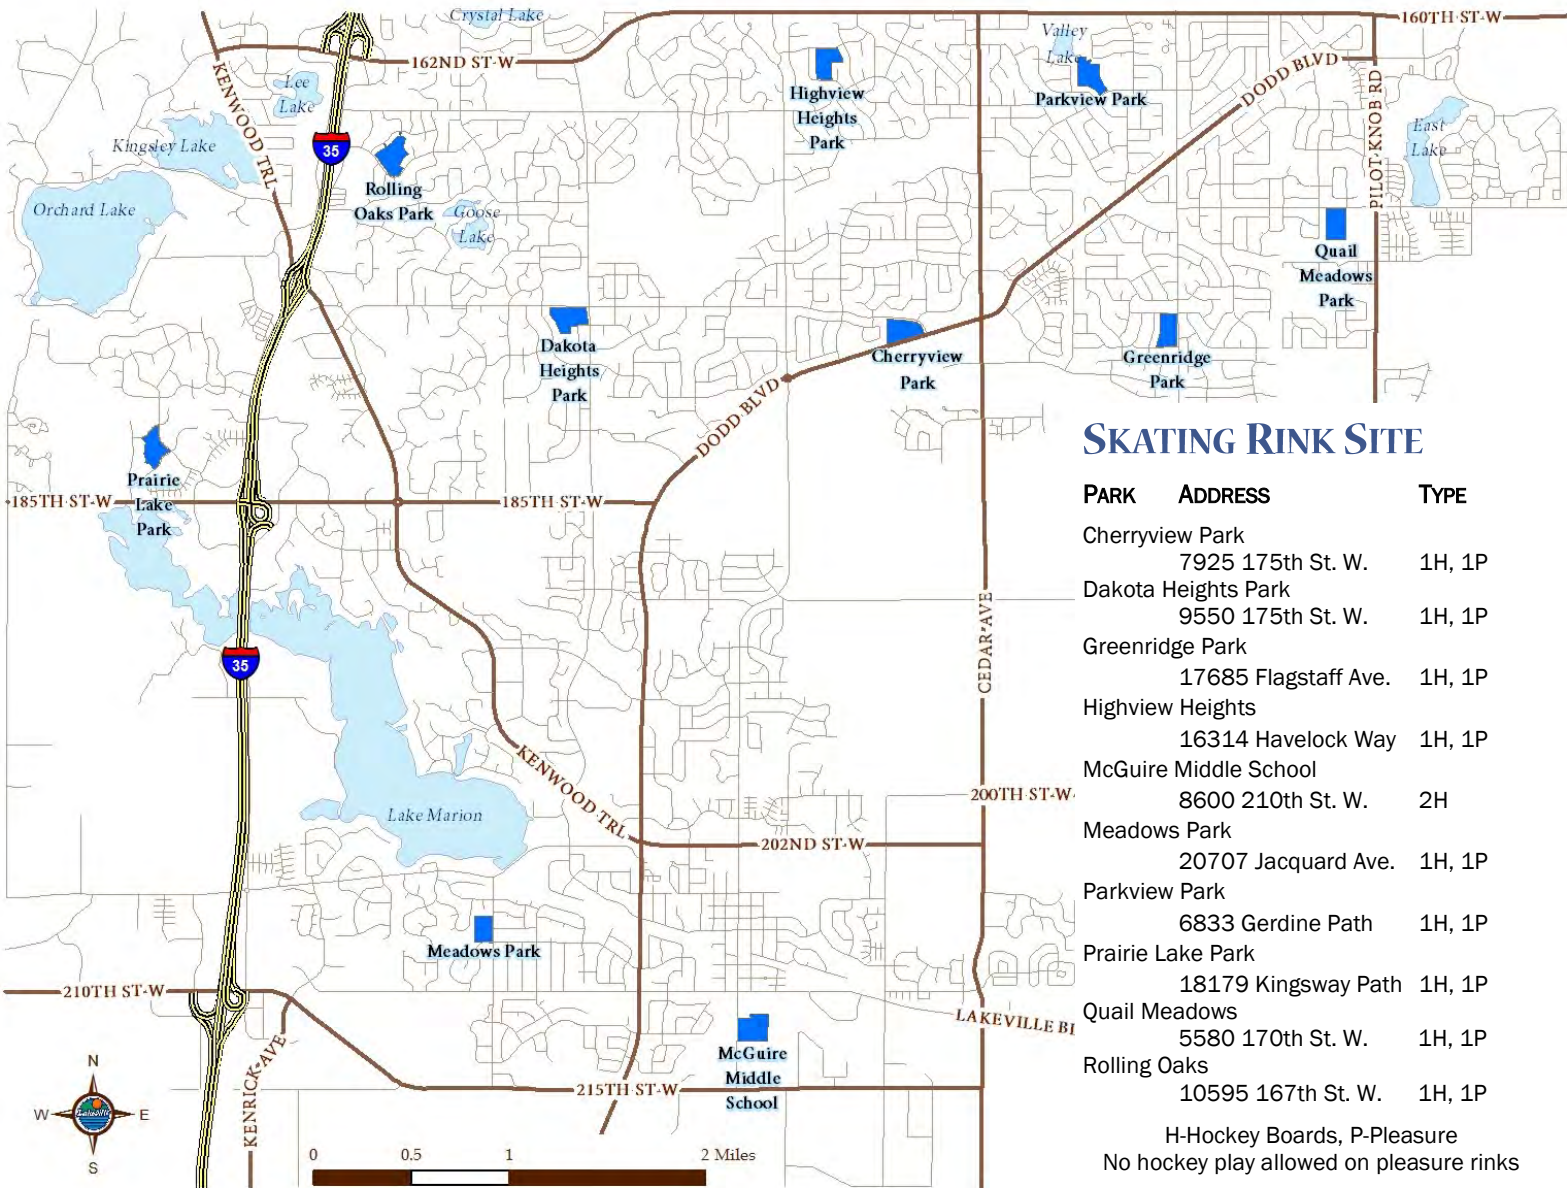 Crystal Lake
160TH ST-W
Valley
Lake
162ND ST-W
KENWOOD TRL
Lee
Lake
DODD BLVD
PILOT-KNOB RD
Highview
Heights
Park
Parkview Park
East
Lake
35
Kingsley Lake
Rolling
Oaks Park
Goose
Lake
Orchard Lake
Quail
Meadows
Park
Dakota
Heights
Park
Cherryview
Park
Greenridge
Park
DODD BLVD
Prairie
Lake
Park
185TH ST-W
185TH ST-W
35
CEDAR-AVE
KENWOOD TRL
200TH ST-W
Lake Marion
202ND ST-W
Meadows Park
210TH ST-W
LAKEVILLE BL
McGuire
Middle
School
KENRICK-AVE
215TH ST-W
N
W
E
S
0 0.5 1 2 Miles
SKATING RINK SITE
PARK ADDRESS TYPE
Cherryview Park
7925 175th St. W. 1H, 1P
Dakota Heights Park
9550 175th St. W. 1H, 1P
Greenridge Park
17685 Flagstaff Ave. 1H, 1P
Highview Heights
16314 Havelock Way 1H, 1P
McGuire Middle School
8600 210th St. W. 2H
Meadows Park
20707 Jacquard Ave. 1H, 1P
Parkview Park
6833 Gerdine Path 1H, 1P
Prairie Lake Park
18179 Kingsway Path 1H, 1P
Quail Meadows
5580 170th St. W. 1H, 1P
Rolling Oaks
10595 167th St. W. 1H, 1P
H-Hockey Boards, P-Pleasure
No hockey play allowed on pleasure rinks